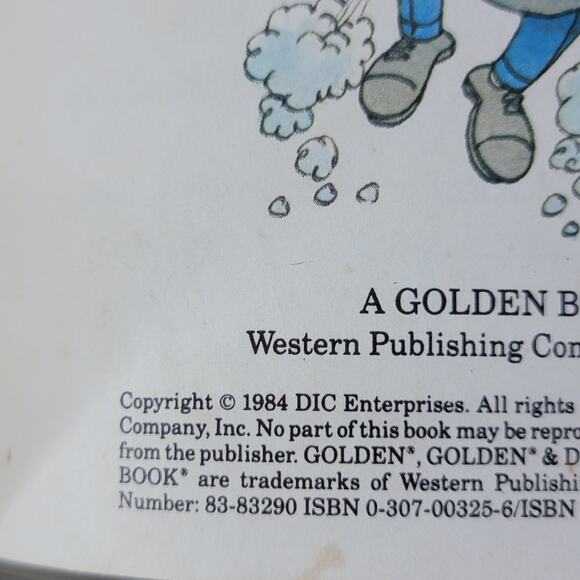 A GOLDEN B
Western Publishing Com
Copyright © 1984 DIC Enterprises. All rights
Company, Inc. No part of this book may be repro
from the publisher. GOLDEN®, GOLDEN® & D
BOOK® are trademarks of Western Publishi
Number: 83-83290 ISBN 0-307-00325-6/ISBN